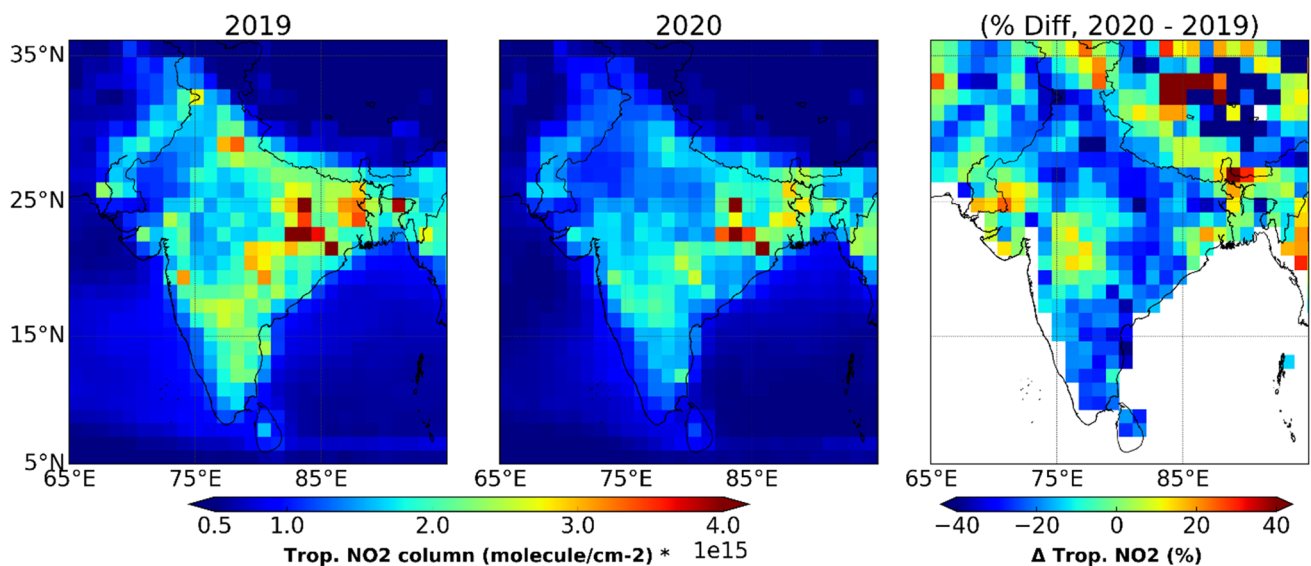 2019
2020
(% Diff, 2020 - 2019)
35°N
25°N
15°N
5°N
65°E
75°E
85°E
65°E
75°E
85°E
65°E
75°E
85°E
0.5
1.0
2.0
3.0
4.0
Trop. NO2 column (molecule/cm-2) * 1e15
−40
−20
0
20
40
Δ Trop. NO2 (%)